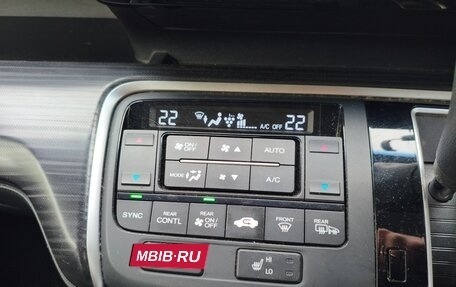 22 A/C OFF 22
ON/OFF AUTO
MODE A/C
SYNC REAR CONTL REAR ON/OFF FRONT REAR
MBIB.RU
HI
LO